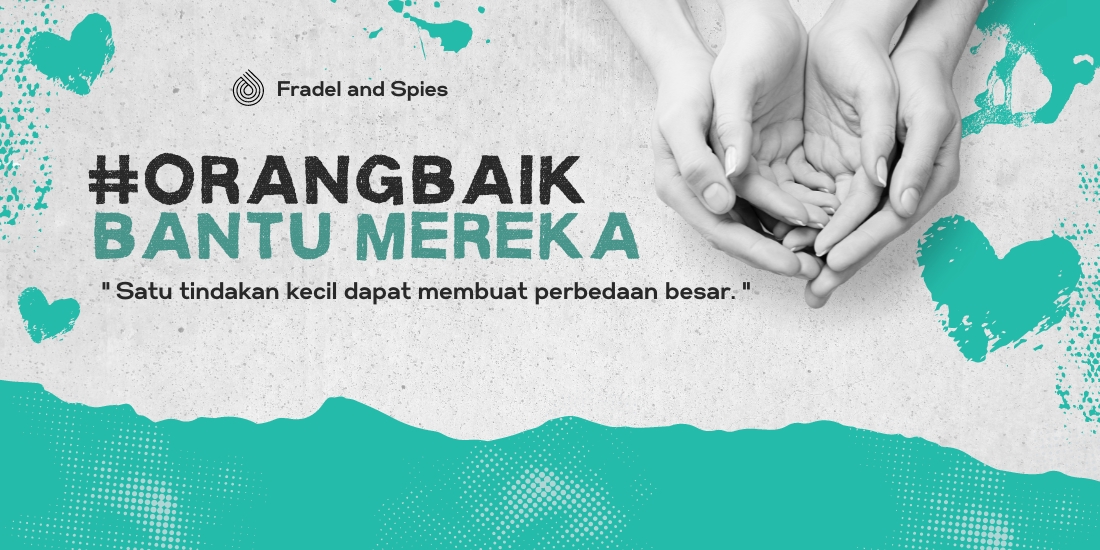 Fradel and Spies
#ORANGBAIK
BANTU MEREKA
" Satu tindakan kecil dapat membuat perbedaan besar. "